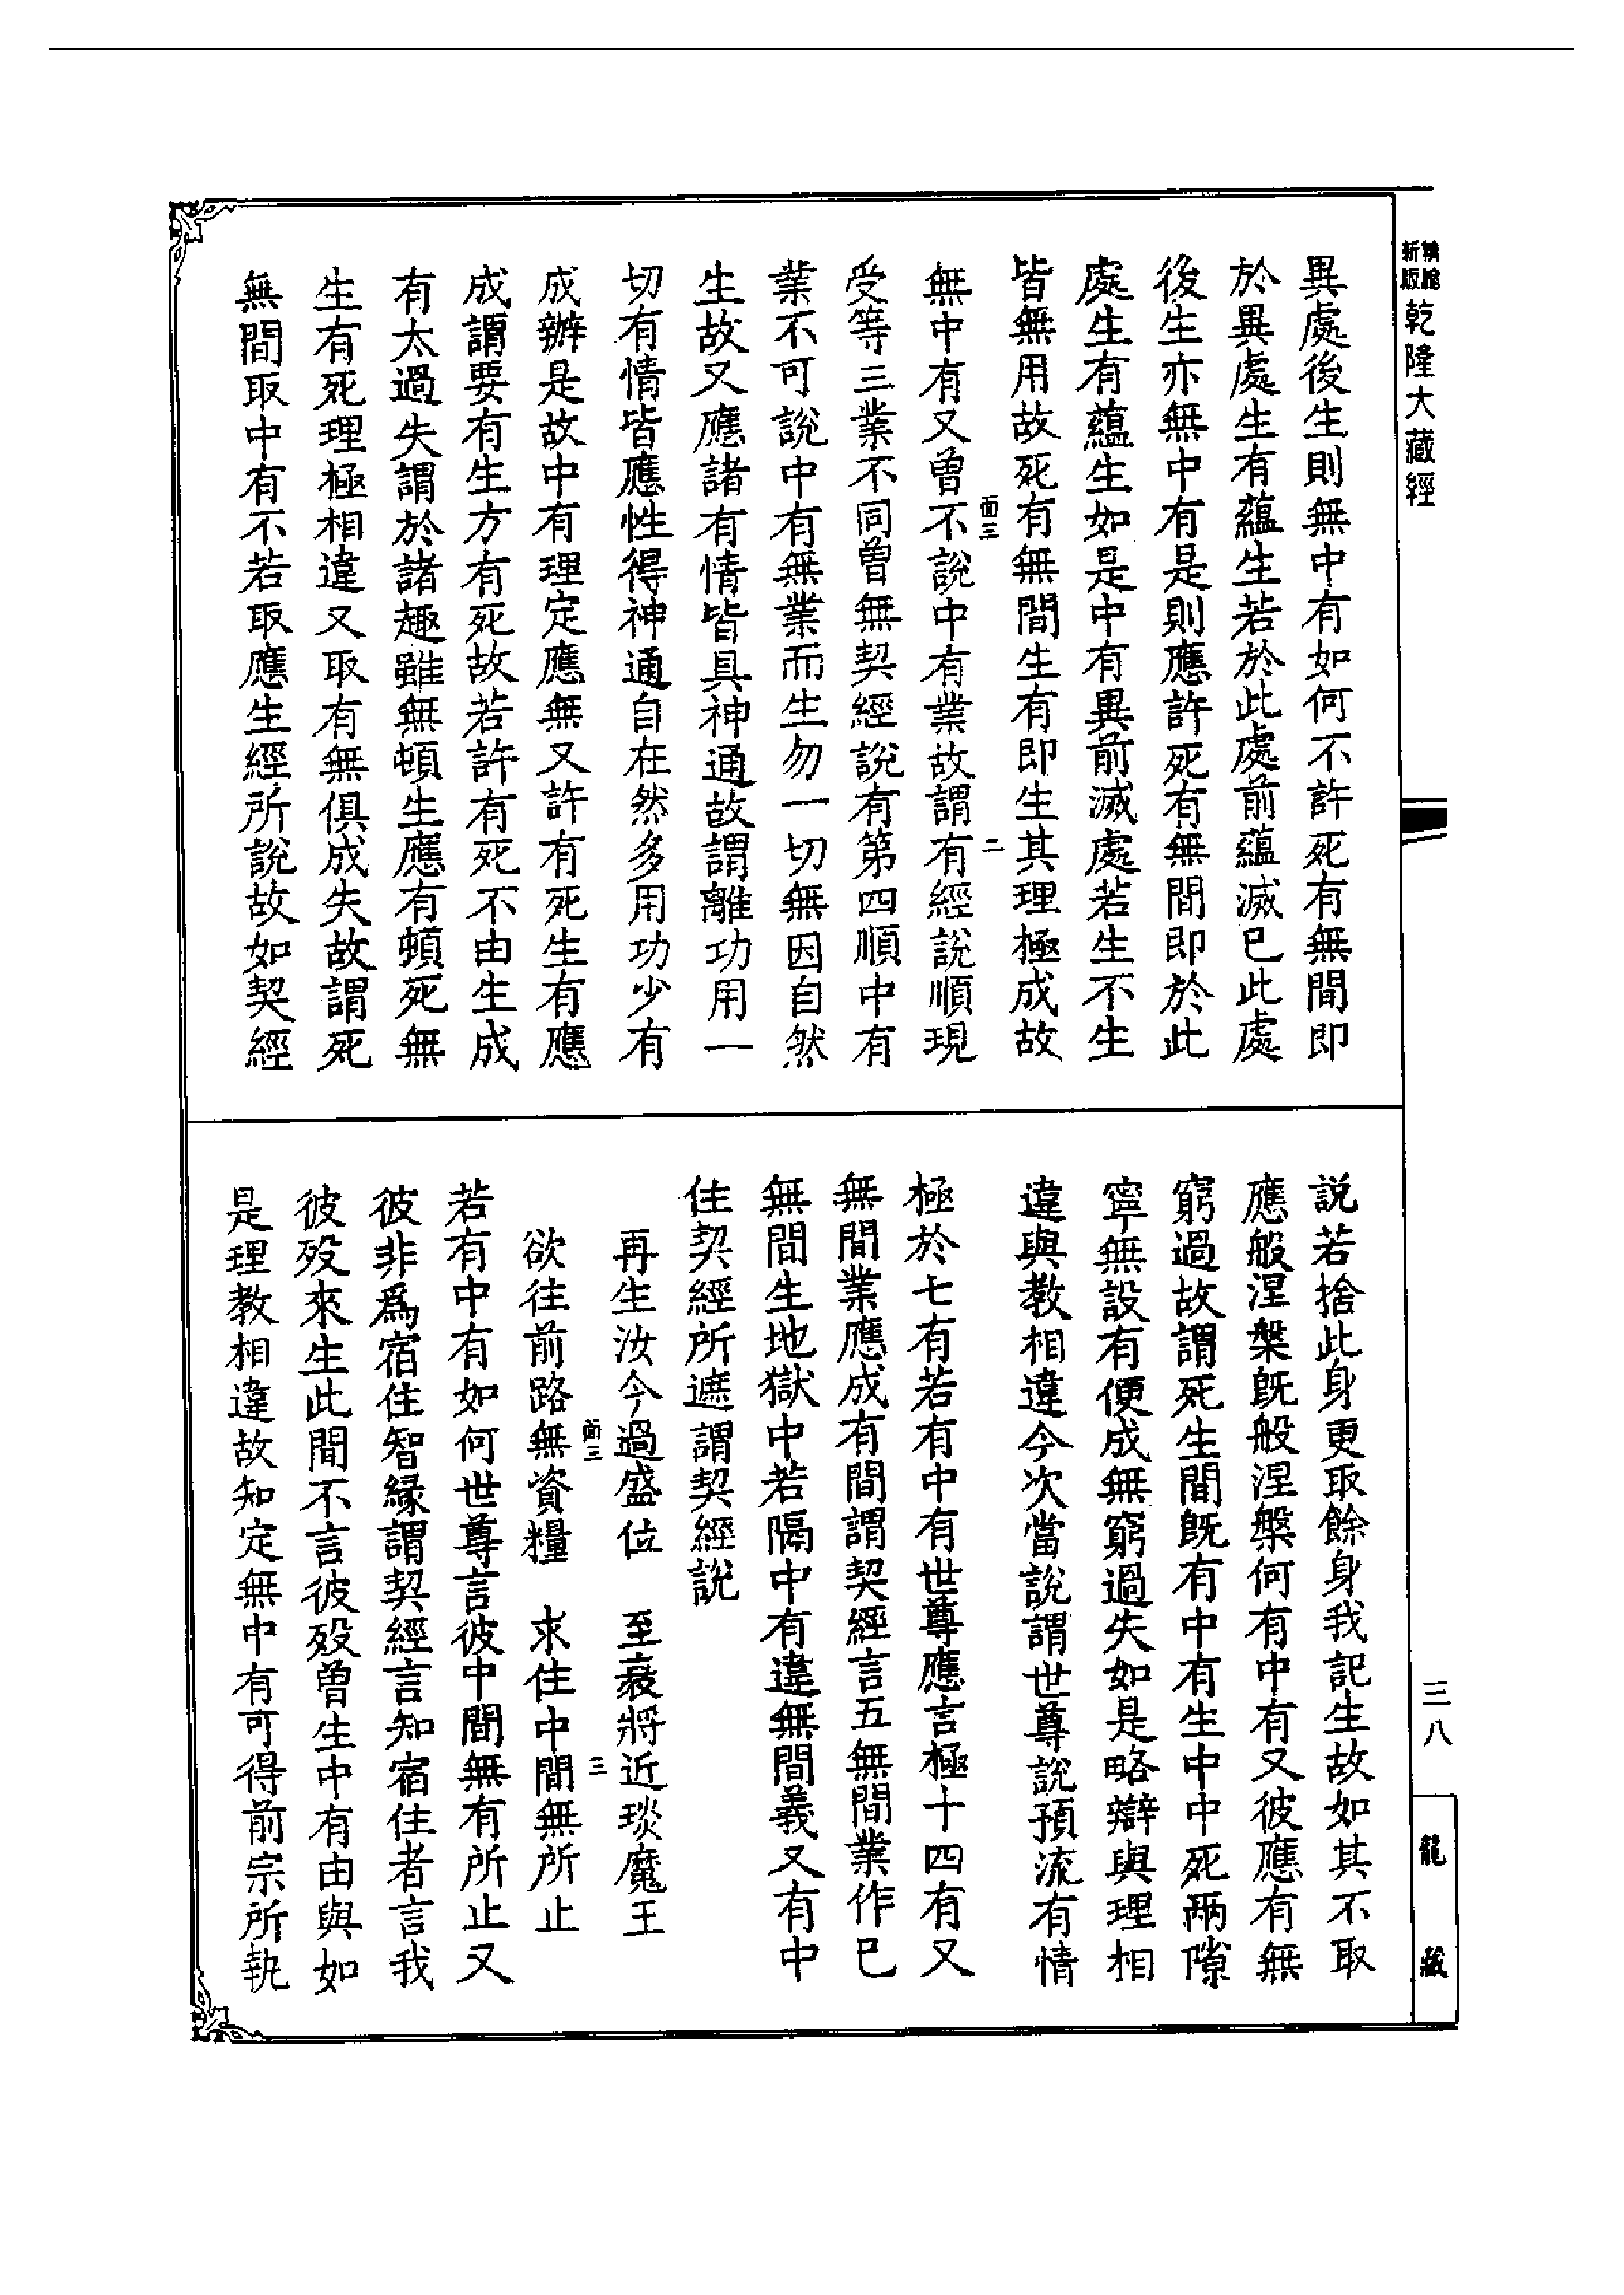 新版精縮乾隆大藏經
異處後生則無中有如何不許死有無間即
於異處生有蘊生若於此處前蘊滅已此處
後生亦無中有是則應許死有無間即於此
處生有蘊生如是中有異前滅處若生不生
皆無用故死有無間生有即生其理極成故
面三 二
無中有又曾不說中有業故謂有經說順現
受等三業不同曾無契經說有第四順中有
業不可說中有無業而生勿一切無因自然
生故又應諸有情皆具神通故謂離功用一
切有情皆應性得神通自在然多用功少有
成辦是故中有理定應無又許有死生有應
成謂要有生方有死故若許有死不由生成
有太過失謂於諸趣雖無頓生應有頓死無
生有死理極相違又取有無俱成失故謂死
無間取中有不若取應生經所說故如契經
說若捨此身更取餘身我記生故如其不取
應般涅槃旣般涅槃何有中有又彼應有無
窮過故謂死生間旣有中有生中中死兩隙
寧無設有便成無窮過失如是略辯與理相
違與教相違今次當說謂世尊說預流有情
極於七有若有中有世尊應言極十四有又
無間業應成有間謂契經言五無間業作已
無間生地獄中若隔中有違無間義又有中
住契經所遮謂契經說
再生汝今過盛位 至衰將近琰魔王
面三 三
欲往前路無資糧 求住中間無所止
若有中有如何世尊言彼中間無有所止又
彼非爲宿住智緣謂契經言知宿住者言我
彼歿來生此間不言彼歿曾生中有由與如
是理教相違故知定無中有可得前宗所執
三八
龍藏